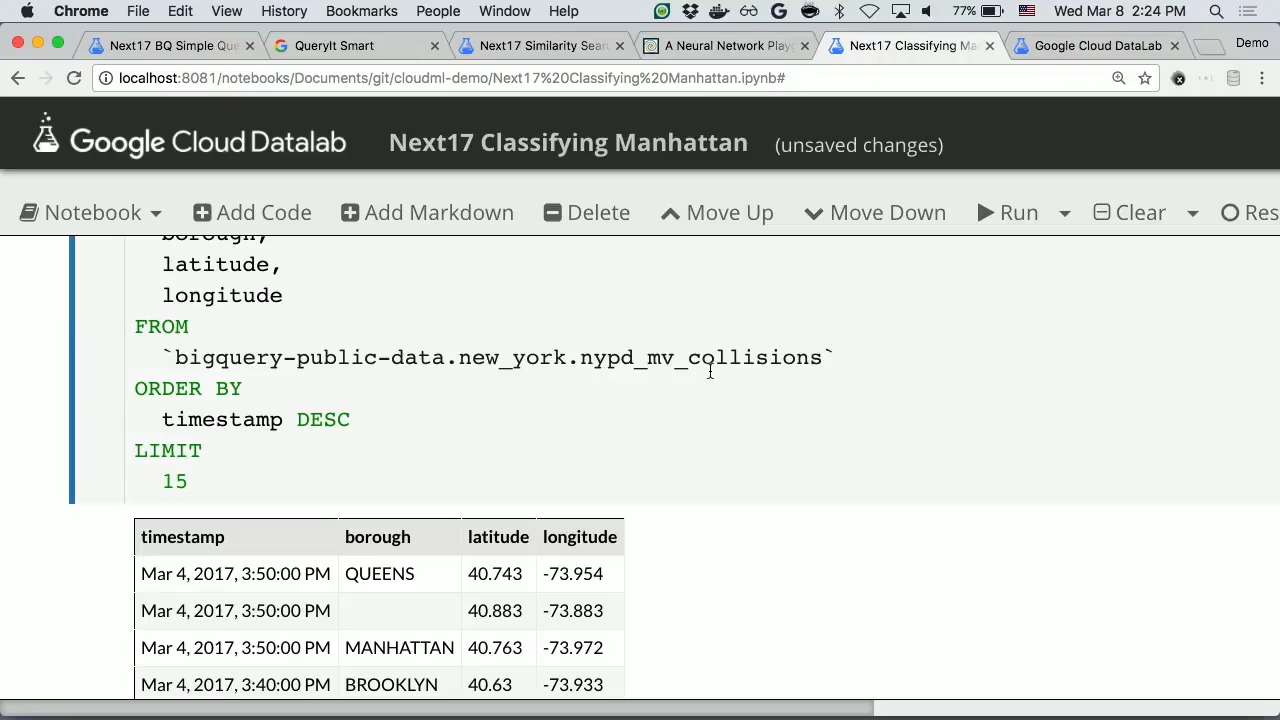 Chrome File Edit View History Bookmarks People Window Help 77% Wed Mar 8 2:24 PM
Next17 BQ Simple Que QueryIt Smart Next17 Similarity Sear A Neural Network Playg Next17 Classifying Ma Google Cloud DataLab Demo
localhost:8081/notebooks/Documents/git/cloudml-demo/Next17%20Classifying%20Manhattan.ipynb#
Google Cloud Datalab Next17 Classifying Manhattan (unsaved changes)
Notebook Add Code Add Markdown Delete Move Up Move Down Run Clear Res
borough,
latitude,
longitude
FROM
`bigquery-public-data.new_york.nypd_mv_collisions`
ORDER BY
timestamp DESC
LIMIT
15
timestamp borough latitude longitude
Mar 4, 2017, 3:50:00 PM QUEENS 40.743 -73.954
Mar 4, 2017, 3:50:00 PM 40.883 -73.883
Mar 4, 2017, 3:50:00 PM MANHATTAN 40.763 -73.972
Mar 4, 2017, 3:40:00 PM BROOKLYN 40.63 -73.933